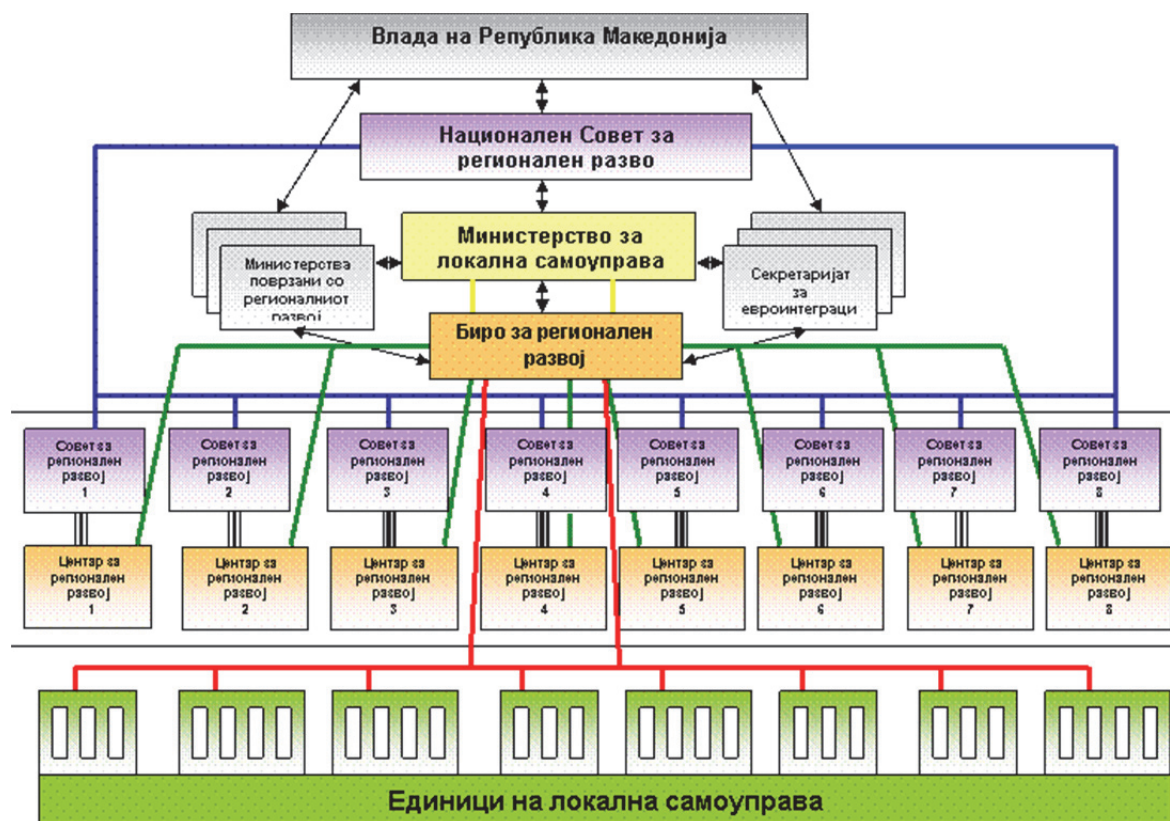 Влада на Република Македонија
Национален Совет за
регионален разво
Министерство за
локална самоуправа
Министерства
поврзани со
регионалниот
развој
Секретаријат
за
евроинтеграци
Биро за регионален
развој
Совет за
регионален
развој
1
Совет за
регионален
развој
2
Совет за
регионален
развој
3
Совет за
регионален
развој
4
Совет за
регионален
развој
5
Совет за
регионален
развој
6
Совет за
регионален
развој
7
Совет за
регионален
развој
8
Центар за
регионален
развој
1
Центар за
регионален
развој
2
Центар за
регионален
развој
3
Центар за
регионален
развој
4
Центар за
регионален
развој
5
Центар за
регионален
развој
6
Центар за
регионален
развој
7
Центар за
регионален
развој
8
Единици на локална самоуправа